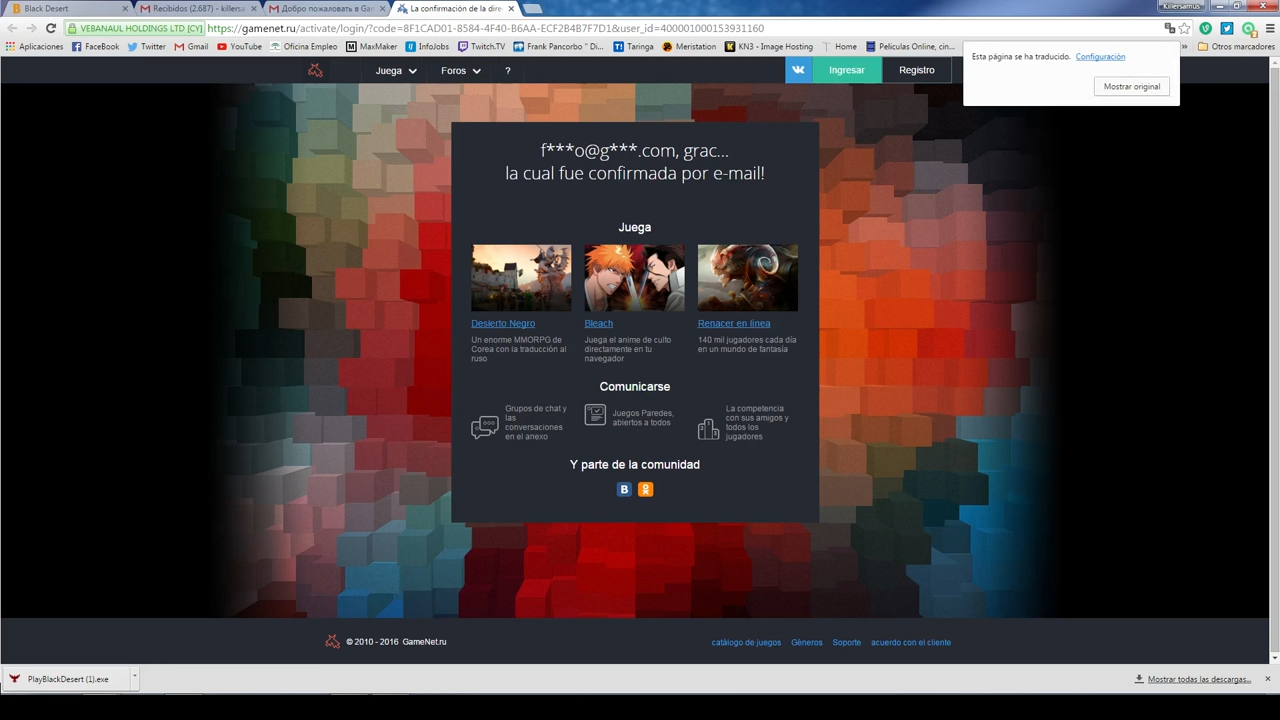 Black Desert
Recibidos (2.687) - killersa
Добро пожаловать в Gam
La confirmación de la dire
Killersamus
VEBANAUL HOLDINGS LTD [CY]
https://gamenet.ru/activate/login/?code=8F1CAD01-8584-4F40-B6AA-ECF2B4B7F7D1&user_id=400001000153931160
Aplicaciones
FaceBook
Twitter
Gmail
YouTube
Oficina Empleo
MaxMaker
InfoJobs
Twitch.TV
Frank Pancorbo " Di...
Taringa
Meristation
KN3 - Image Hosting
Home
Peliculas Online, cin...
»
Otros marcadores
Esta página se ha traducido. Configuración
Mostrar original
Juega
Foros
?
Ingresar
Registro
f***o@g***.com, grac...
la cual fue confirmada por e-mail!
Juega
Desierto Negro
Un enorme MMORPG de
Corea con la traducción al
ruso
Bleach
Juega el anime de culto
directamente en tu
navegador
Renacer en línea
140 mil jugadores cada día
en un mundo de fantasía
Comunicarse
Grupos de chat y
las
conversaciones
en el anexo
Juegos Paredes,
abiertos a todos
La competencia
con sus amigos y
todos los
jugadores
Y parte de la comunidad
B
© 2010 - 2016 GameNet.ru
catálogo de juegos
Géneros
Soporte
acuerdo con el cliente
PlayBlackDesert (1).exe
Mostrar todas las descargas...